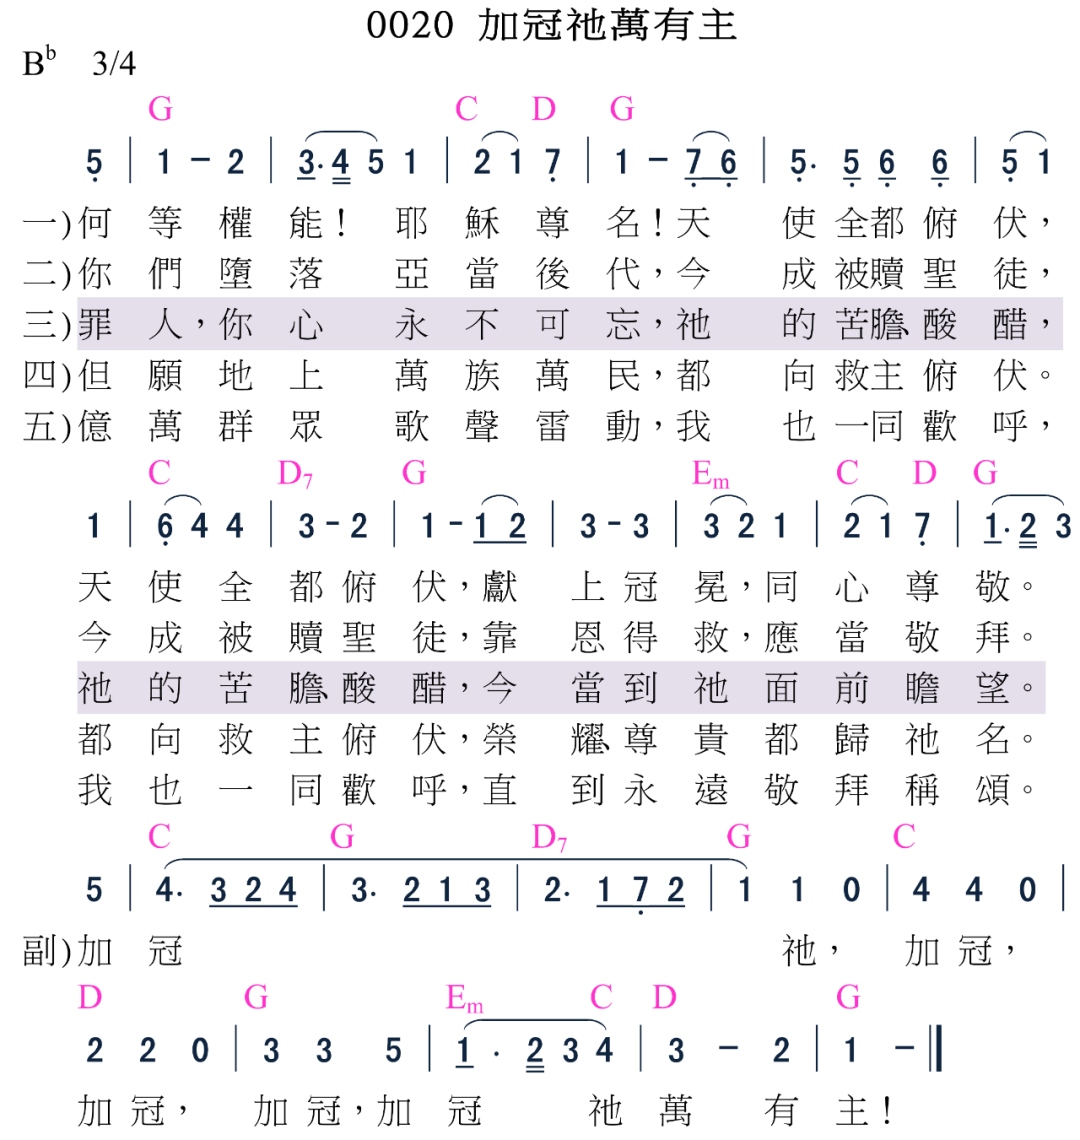 0020 加冠祂萬有主
B♭ 3/4
G C D G
5̣ | 1 – 2 | 3· 4 5 1 | 2 1 7̣ | 1 – 7̣ 6̣ | 5̣· 5̣ 6̣ 6̣ | 5̣ 1
一)何 等 權 能! 耶 穌 尊 名!天 使 全都 俯 伏,
二)你 們 墮 落 亞 當 後 代,今 成 被贖 聖 徒,
三)罪 人,你 心 永 不 可 忘,祂 的 苦膽、酸 醋,
四)但 願 地 上 萬 族 萬 民,都 向 救主 俯 伏。
五)億 萬 群 眾 歌 聲 雷 動,我 也 一同 歡 呼,
C D7 G Em C D G
1 | 6̣ 4 4 | 3 – 2 | 1 – 1 2 | 3 – 3 | 3 2 1 | 2 1 7̣ | 1· 2 3
天 使 全 都 俯 伏,獻 上 冠 冕,同 心 尊 敬。
今 成 被 贖 聖 徒,靠 恩 得 救,應 當 敬 拜。
祂 的 苦 膽、酸 醋,今 當 到 祂 面 前 瞻 望。
都 向 救 主 俯 伏,榮 耀、尊 貴 都 歸 祂 名。
我 也 一 同 歡 呼,直 到 永 遠 敬 拜 稱 頌。
C G D7 G C
5 | 4· 3 2 4 | 3· 2 1 3 | 2· 1 7̣ 2 | 1 1 0 | 4 4 0 |
副)加 冠 祂, 加 冠,
D G Em C D G
2 2 0 | 3 3 5 | 1 · 2 3 4 | 3 – 2 | 1 – ‖
加 冠, 加 冠,加 冠 祂 萬 有 主!